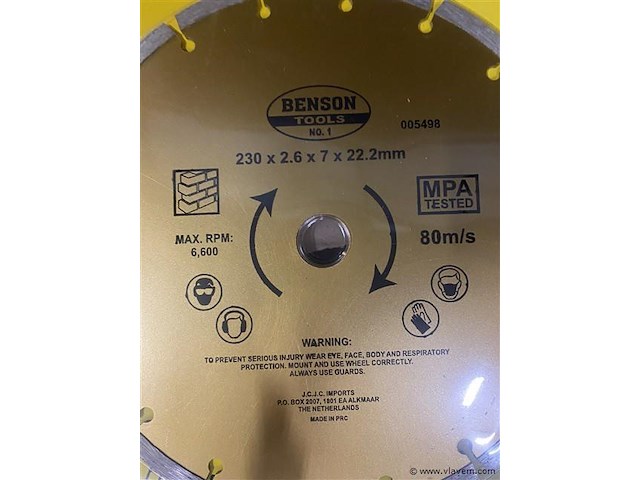 BENSON
TOOLS
NO. 1
005498
230 x 2.6 x 7 x 22.2mm
MPA
TESTED
MAX. RPM:
6,600
80m/s
WARNING:
TO PREVENT SERIOUS INJURY WEAR EYE, FACE, BODY AND RESPIRATORY
PROTECTION. MOUNT AND USE WHEEL CORRECTLY.
ALWAYS USE GUARDS.
J.C.J.C. IMPORTS
P.O. BOX 2007, 1801 EA ALKMAAR
THE NETHERLANDS
MADE IN PRC
© www.vlavem.com